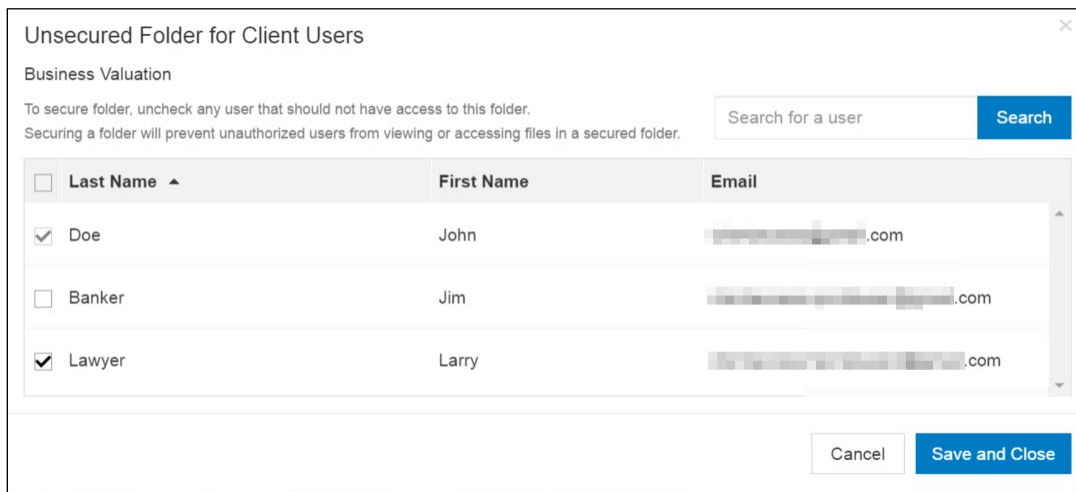 Unsecured Folder for Client Users
Business Valuation
To secure folder, uncheck any user that should not have access to this folder.
Securing a folder will prevent unauthorized users from viewing or accessing files in a secured folder.
Search for a user Search
Last Name First Name Email
Doe John .com
Banker Jim .com
Lawyer Larry .com
Cancel Save and Close